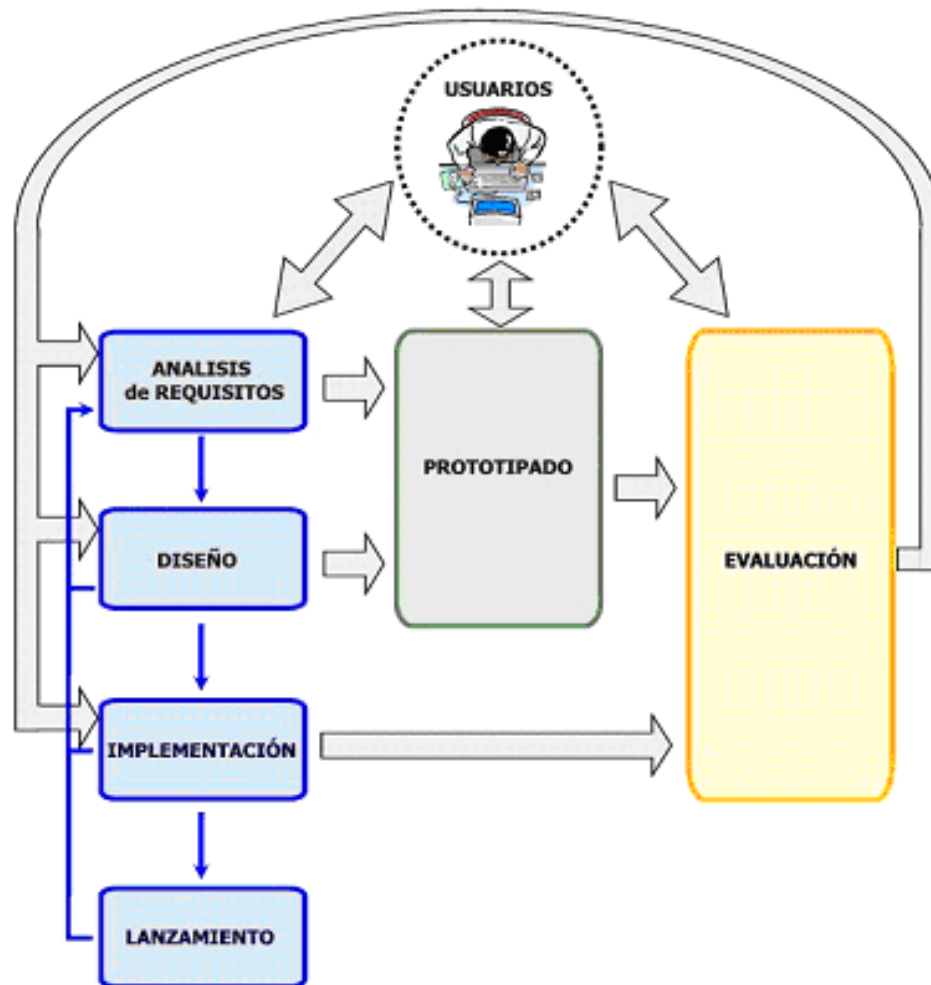 USUARIOS
ANALISIS
de REQUISITOS
PROTOTIPADO
DISEÑO
EVALUACIÓN
IMPLEMENTACIÓN
LANZAMIENTO